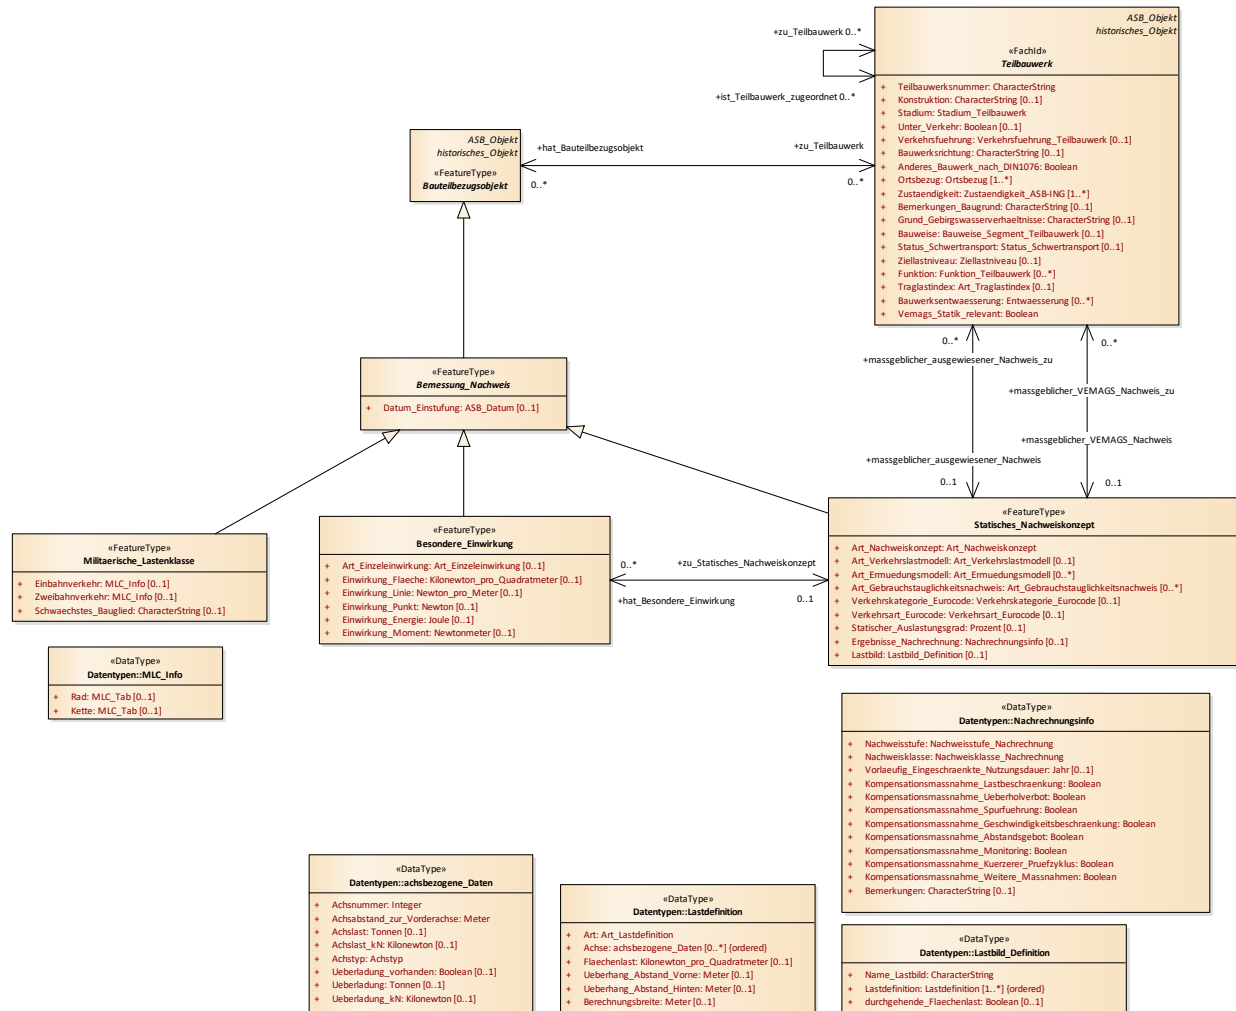 ASB_Objekt
historisches_Objekt
«FachId»
Teilbauwerk
+ Teilbauwerksnummer: CharacterString
+ Konstruktion: CharacterString [0..1]
+ Stadium: Stadium_Teilbauwerk
+ Unter_Verkehr: Boolean [0..1]
+ Verkehrsfuehrung: Verkehrsfuehrung_Teilbauwerk [0..1]
+ Bauwerksrichtung: CharacterString [0..1]
+ Anderes_Bauwerk_nach_DIN1076: Boolean
+ Ortsbezug: Ortsbezug [1..*]
+ Zustaendigkeit: Zustaendigkeit_ASB-ING [1..*]
+ Bemerkungen_Baugrund: CharacterString [0..1]
+ Grund_Gebirgswasserverhaeltnisse: CharacterString [0..1]
+ Bauweise: Bauweise_Segment_Teilbauwerk [0..1]
+ Status_Schwertransport: Status_Schwertransport [0..1]
+ Ziellastniveau: Ziellastniveau [0..1]
+ Funktion: Funktion_Teilbauwerk [0..*]
+ Traglastindex: Art_Traglastindex [0..1]
+ Bauwerksentwaesserung: Entwaesserung [0..*]
+ Vemags_Statik_relevant: Boolean
+zu_Teilbauwerk 0..*
+ist_Teilbauwerk_zugeordnet 0..*
ASB_Objekt
historisches_Objekt
«FeatureType»
Bauteilbezugsobjekt
+hat_Bauteilbezugsobjekt
0..*
+zu_Teilbauwerk
0..*
0..*
+massgeblicher_ausgewiesener_Nachweis_zu
0..*
+massgeblicher_VEMAGS_Nachweis_zu
+massgeblicher_VEMAGS_Nachweis
0..1
+massgeblicher_ausgewiesener_Nachweis
0..1
«FeatureType»
Bemessung_Nachweis
+ Datum_Einstufung: ASB_Datum [0..1]
«FeatureType»
Militaerische_Lastenklasse
+ Einbahnverkehr: MLC_Info [0..1]
+ Zweibahnverkehr: MLC_Info [0..1]
+ Schwaechstes_Bauglied: CharacterString [0..1]
«FeatureType»
Besondere_Einwirkung
+ Art_Einzeleinwirkung: Art_Einzeleinwirkung [0..1]
+ Einwirkung_Flaeche: Kilonewton_pro_Quadratmeter [0..1]
+ Einwirkung_Linie: Newton_pro_Meter [0..1]
+ Einwirkung_Punkt: Newton [0..1]
+ Einwirkung_Energie: Joule [0..1]
+ Einwirkung_Moment: Newtonmeter [0..1]
0..*
+zu_Statisches_Nachweiskonzept
+hat_Besondere_Einwirkung
0..1
«FeatureType»
Statisches_Nachweiskonzept
+ Art_Nachweiskonzept: Art_Nachweiskonzept
+ Art_Verkehrslastmodell: Art_Verkehrslastmodell [0..1]
+ Art_Ermuedungsmodell: Art_Ermuedungsmodell [0..*]
+ Art_Gebrauchstauglichkeitsnachweis: Art_Gebrauchstauglichkeitsnachweis [0..*]
+ Verkehrskategorie_Eurocode: Verkehrskategorie_Eurocode [0..1]
+ Verkehrsart_Eurocode: Verkehrsart_Eurocode [0..1]
+ Statischer_Auslastungsgrad: Prozent [0..1]
+ Ergebnisse_Nachrechnung: Nachrechnungsinfo [0..1]
+ Lastbild: Lastbild_Definition [0..1]
«DataType»
Datentypen::MLC_Info
+ Rad: MLC_Tab [0..1]
+ Kette: MLC_Tab [0..1]
«DataType»
Datentypen::Nachrechnungsinfo
+ Nachweisstufe: Nachweisstufe_Nachrechnung
+ Nachweisklasse: Nachweisklasse_Nachrechnung
+ Vorlaeufig_Eingeschraenkte_Nutzungsdauer: Jahr [0..1]
+ Kompensationsmassnahme_Lastbeschraenkung: Boolean
+ Kompensationsmassnahme_Ueberholverbot: Boolean
+ Kompensationsmassnahme_Spurfuehrung: Boolean
+ Kompensationsmassnahme_Geschwindigkeitsbeschraenkung: Boolean
+ Kompensationsmassnahme_Abstandsgebot: Boolean
+ Kompensationsmassnahme_Monitoring: Boolean
+ Kompensationsmassnahme_Kuerzerer_Pruefzyklus: Boolean
+ Kompensationsmassnahme_Weitere_Massnahmen: Boolean
+ Bemerkungen: CharacterString [0..1]
«DataType»
Datentypen::achsbezogene_Daten
+ Achsnummer: Integer
+ Achsabstand_zur_Vorderachse: Meter
+ Achslast: Tonnen [0..1]
+ Achslast_kN: Kilonewton [0..1]
+ Achstyp: Achstyp
+ Ueberladung_vorhanden: Boolean [0..1]
+ Ueberladung: Tonnen [0..1]
+ Ueberladung_kN: Kilonewton [0..1]
«DataType»
Datentypen::Lastdefinition
+ Art: Art_Lastdefinition
+ Achse: achsbezogene_Daten [0..*] {ordered}
+ Flaechenlast: Kilonewton_pro_Quadratmeter [0..1]
+ Ueberhang_Abstand_Vorne: Meter [0..1]
+ Ueberhang_Abstand_Hinten: Meter [0..1]
+ Berechnungsbreite: Meter [0..1]
«DataType»
Datentypen::Lastbild_Definition
+ Name_Lastbild: CharacterString
+ Lastdefinition: Lastdefinition [1..*] {ordered}
+ durchgehende_Flaechenlast: Boolean [0..1]